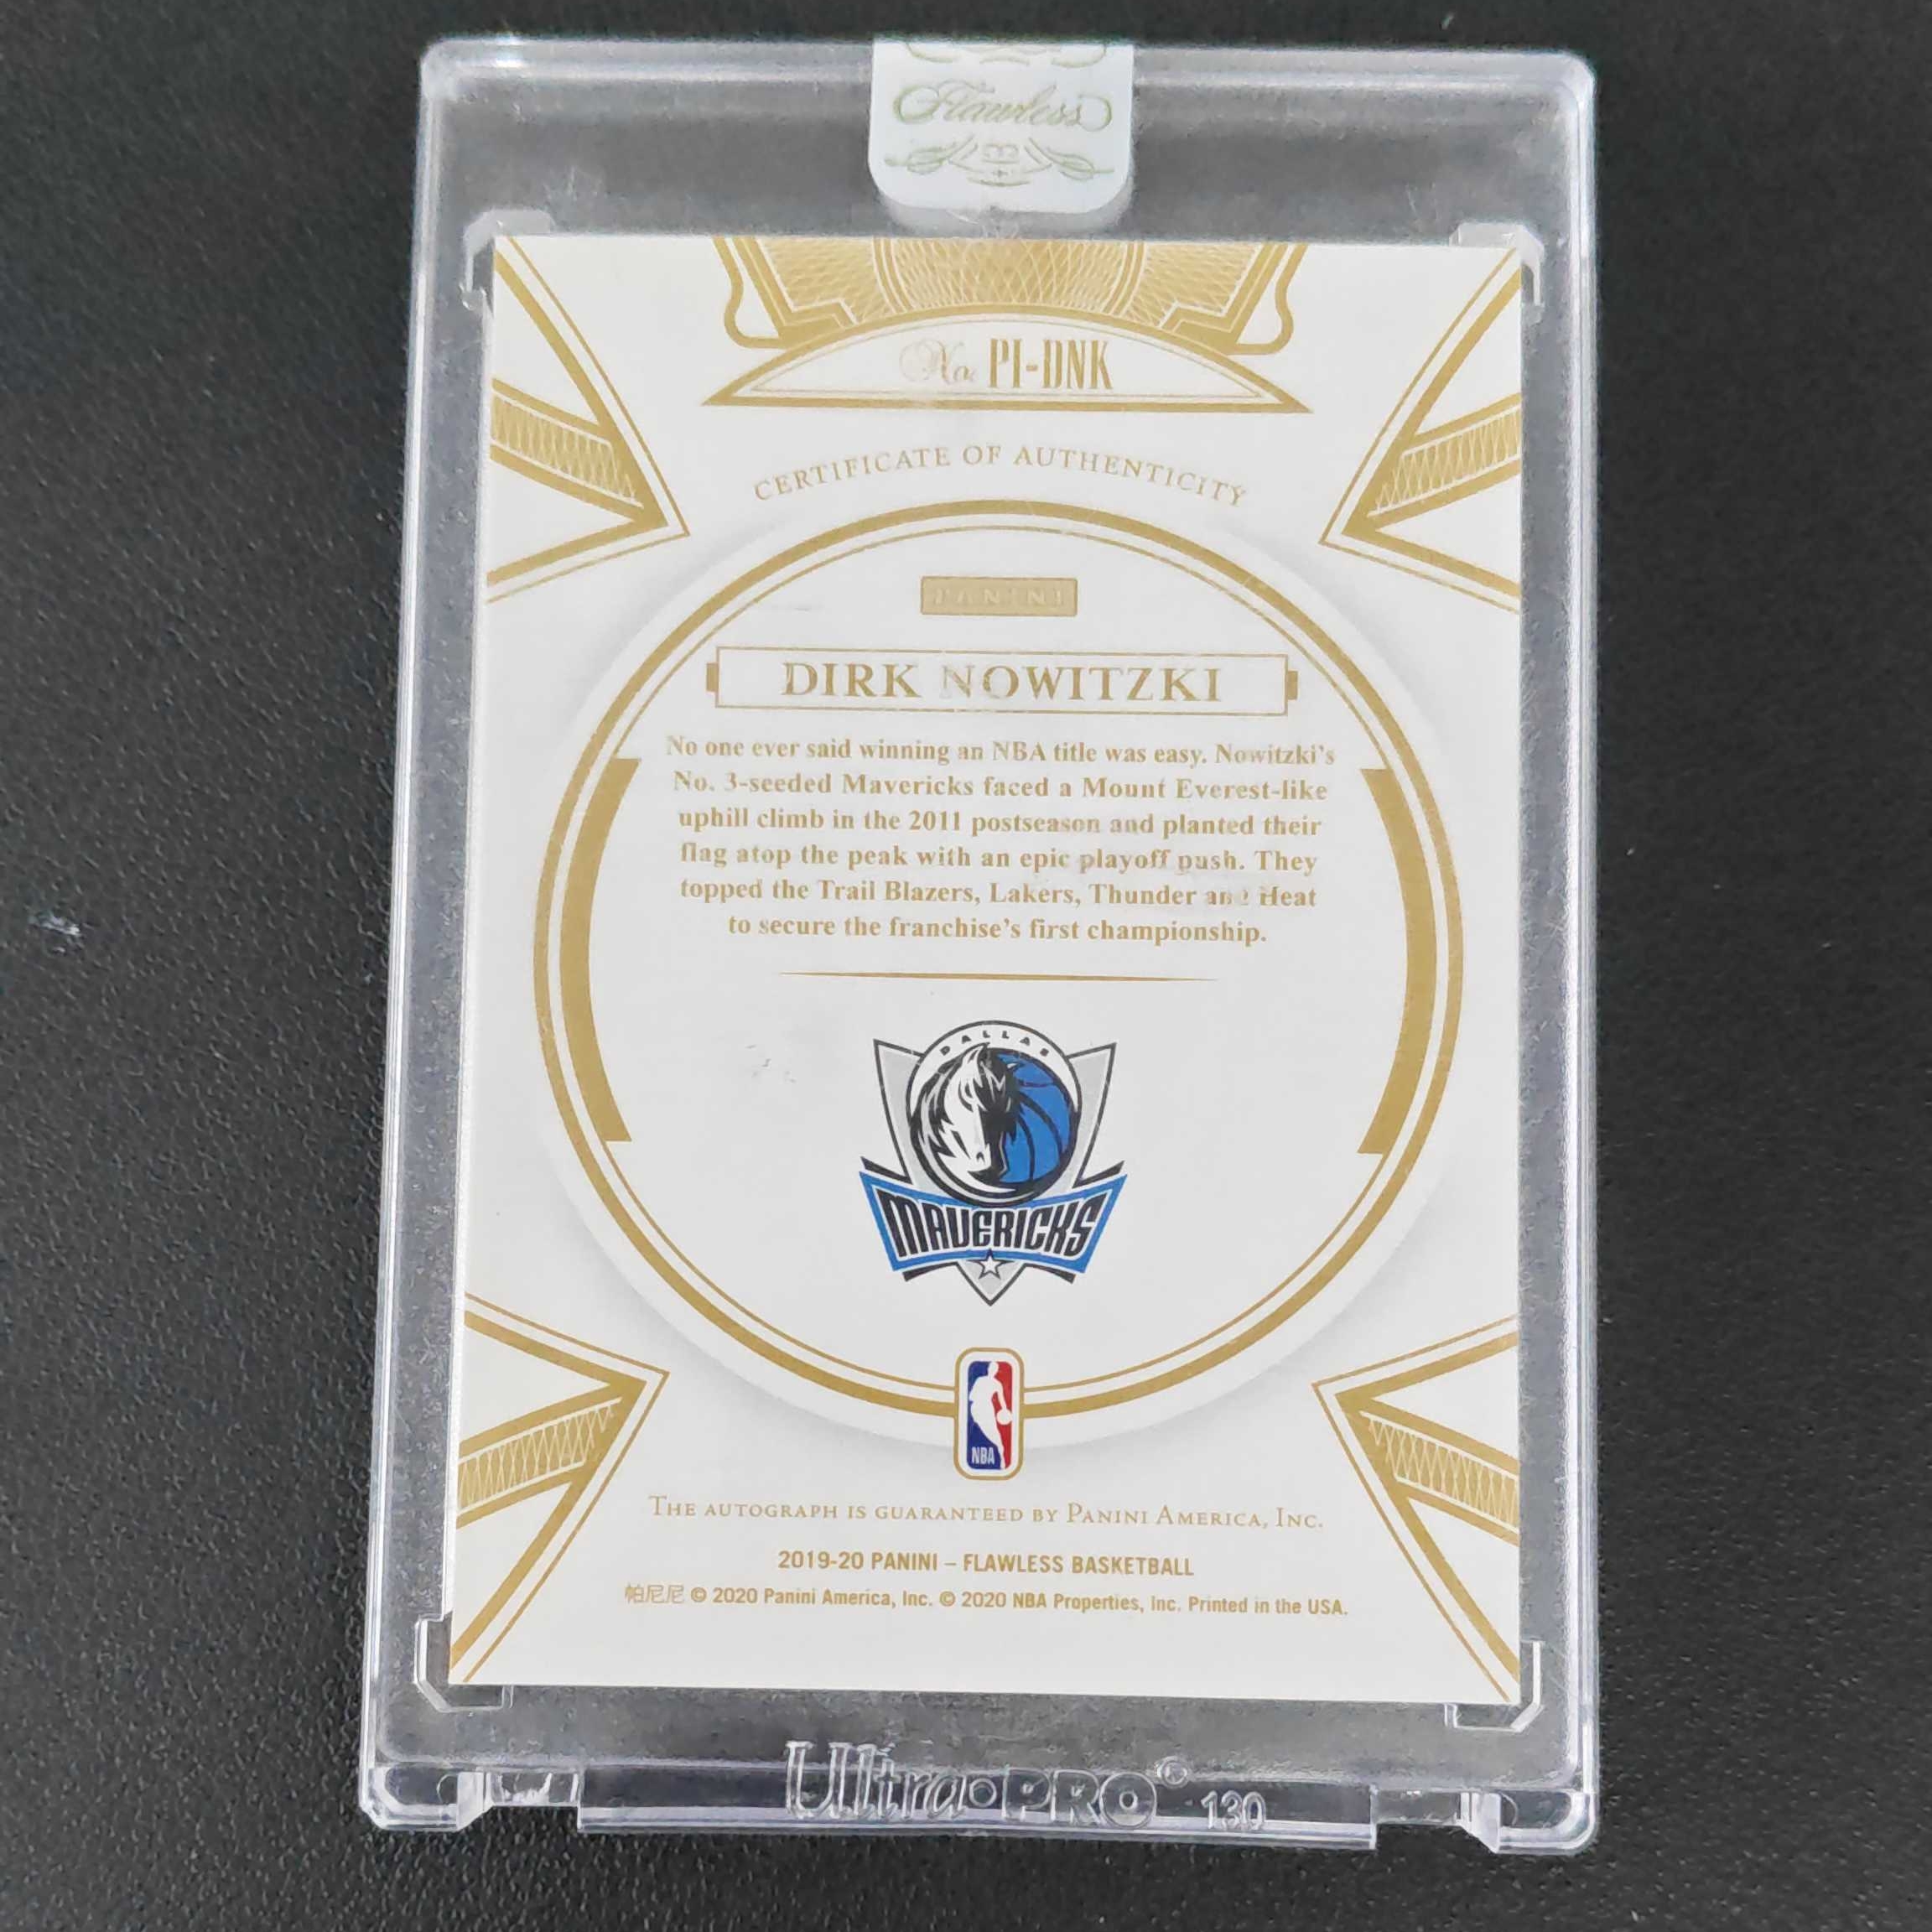 Flawless
No. PI-DNK
CERTIFICATE OF AUTHENTICITY
PANINI
DIRK NOWITZKI
No one ever said winning an NBA title was easy. Nowitzki's
No. 3-seeded Mavericks faced a Mount Everest-like
uphill climb in the 2011 postseason and planted their
flag atop the peak with an epic playoff push. They
topped the Trail Blazers, Lakers, Thunder and Heat
to secure the franchise's first championship.
DALLAS
MAVERICKS
NBA
THE AUTOGRAPH IS GUARANTEED BY PANINI AMERICA, INC.
2019-20 PANINI – FLAWLESS BASKETBALL
帕尼尼 © 2020 Panini America, Inc. © 2020 NBA Properties, Inc. Printed in the USA.
Ultra•PRO© 130